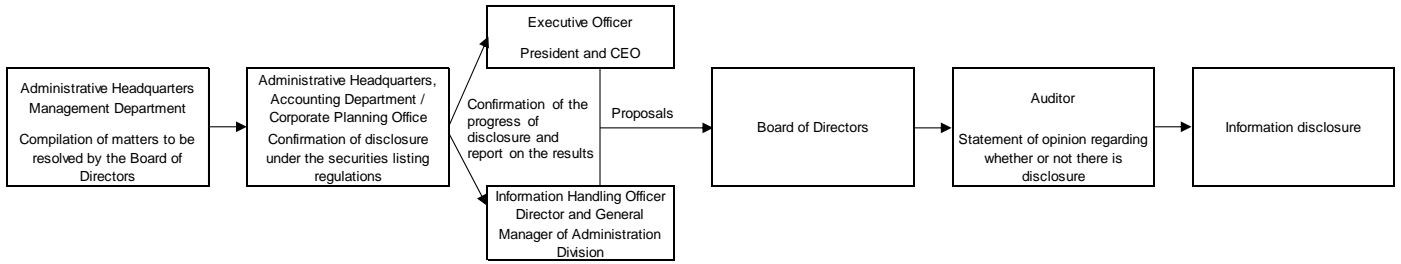 Administrative Headquarters
Management Department
Compilation of matters to be
resolved by the Board of
Directors
Administrative Headquarters,
Accounting Department /
Corporate Planning Office
Confirmation of disclosure
under the securities listing
regulations
Executive Officer
President and CEO
Confirmation of the
progress of
disclosure and
report on the results
Information Handling Officer
Director and General
Manager of Administration
Division
Proposals
Board of Directors
Auditor
Statement of opinion regarding
whether or not there is
disclosure
Information disclosure